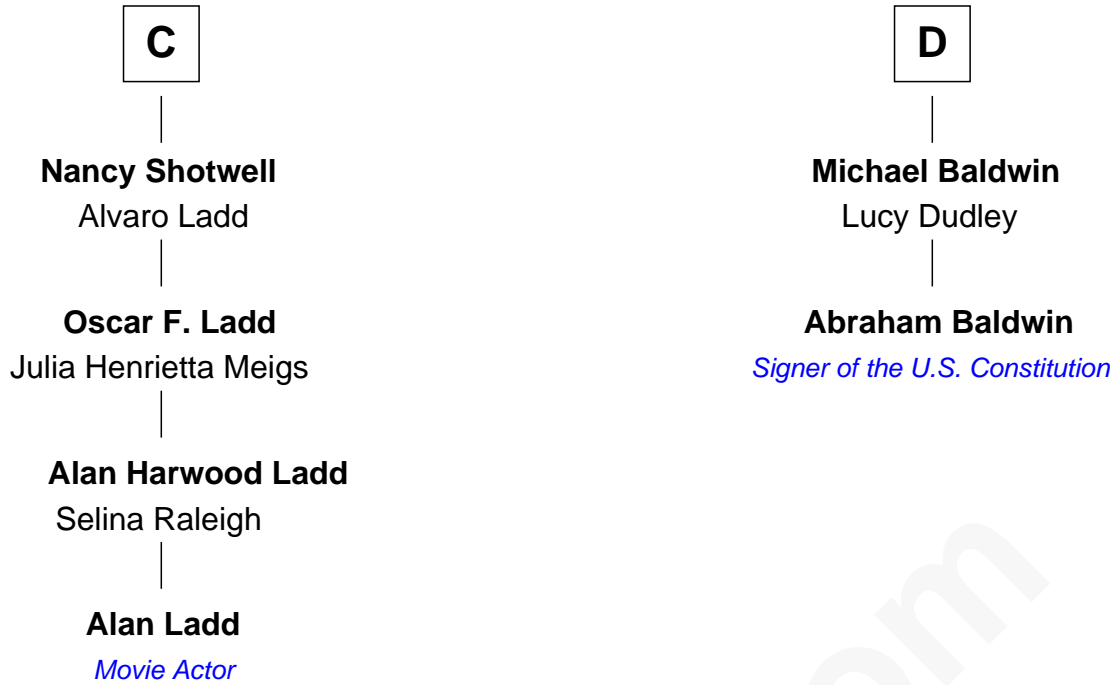 C
Nancy Shotwell
Alvaro Ladd
Oscar F. Ladd
Julia Henrietta Meigs
Alan Harwood Ladd
Selina Raleigh
Alan Ladd
Movie Actor
D
Michael Baldwin
Lucy Dudley
Abraham Baldwin
Signer of the U.S. Constitution
om